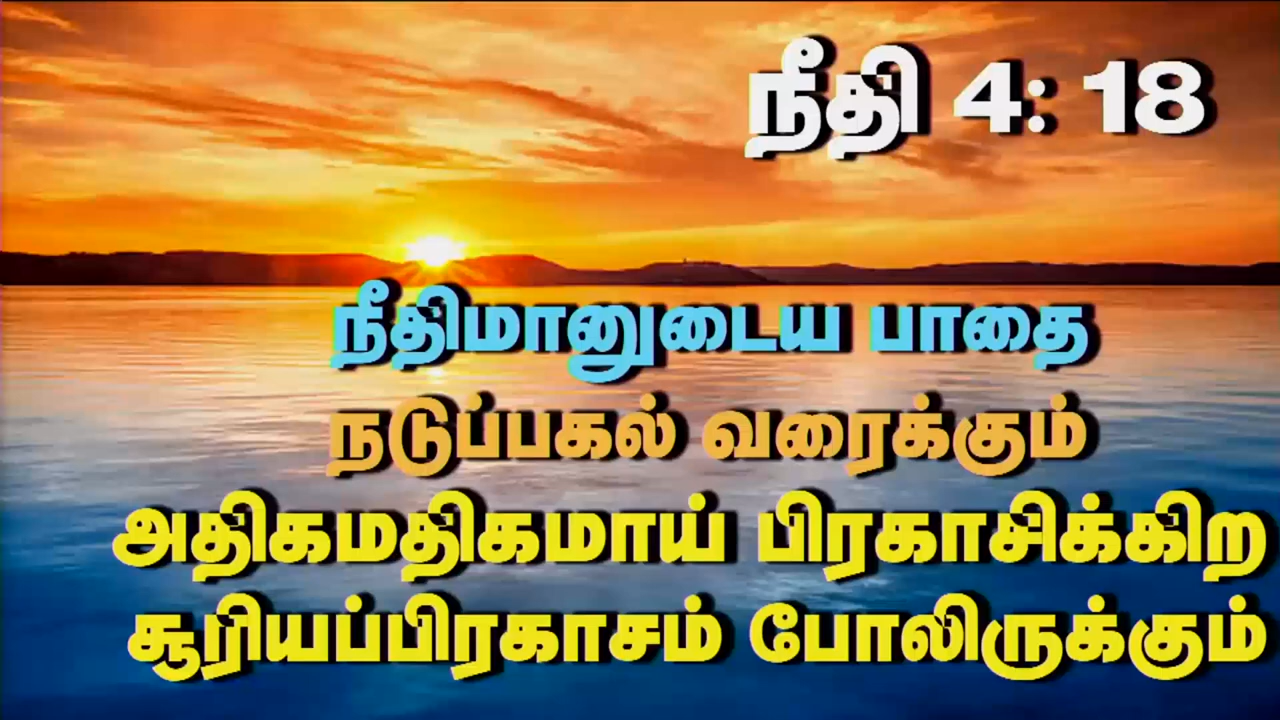 நீதி 4: 18
நீதிமானுடைய பாதை
நடுப்பகல் வரைக்கும்
அதிகமதிகமாய் பிரகாசிக்கிற
சூரியப்பிரகாசம் போலிருக்கும்